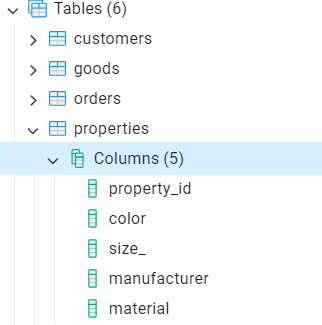 Tables (6)
customers
goods
orders
properties
Columns (5)
property_id
color
size_
manufacturer
material